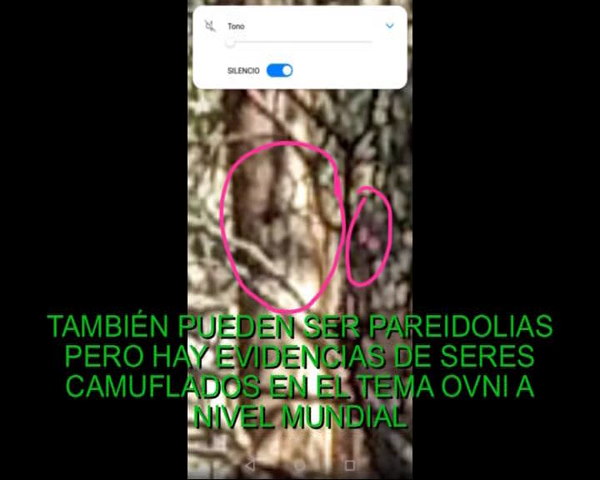 Tono
SILENCIO
TAMBIÉN PUEDEN SER PAREIDOLIAS
PERO HAY EVIDENCIAS DE SERES
CAMUFLADOS EN EL TEMA OVNI A
NIVEL MUNDIAL